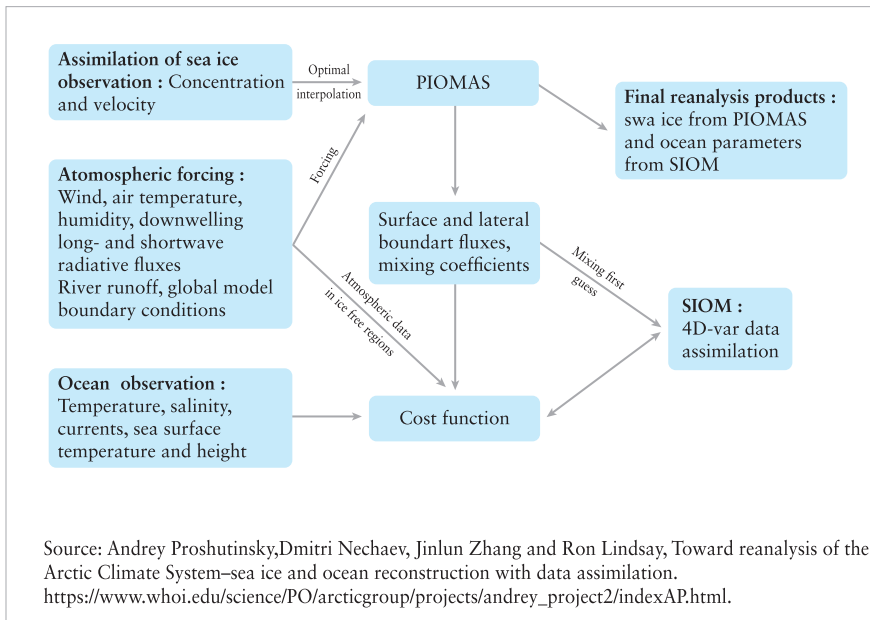 Assimilation of sea ice
observation : Concentration
and velocity
Optimal
interpolation
PIOMAS
Final reanalysis products :
swa ice from PIOMAS
and ocean parameters
from SIOM
Atomospheric forcing :
Wind, air temperature,
humidity, downwelling
long- and shortwave
radiative fluxes
River runoff, global model
boundary conditions
Forcing
Surface and lateral
boundart fluxes,
mixing coefficients
Mixing first
guess
Atmospheric data
in ice free regions
SIOM :
4D-var data
assimilation
Ocean observation :
Temperature, salinity,
currents, sea surface
temperature and height
Cost function
Source: Andrey Proshutinsky,Dmitri Nechaev, Jinlun Zhang and Ron Lindsay, Toward reanalysis of the
Arctic Climate System–sea ice and ocean reconstruction with data assimilation.
https://www.whoi.edu/science/PO/arcticgroup/projects/andrey_project2/indexAP.html.